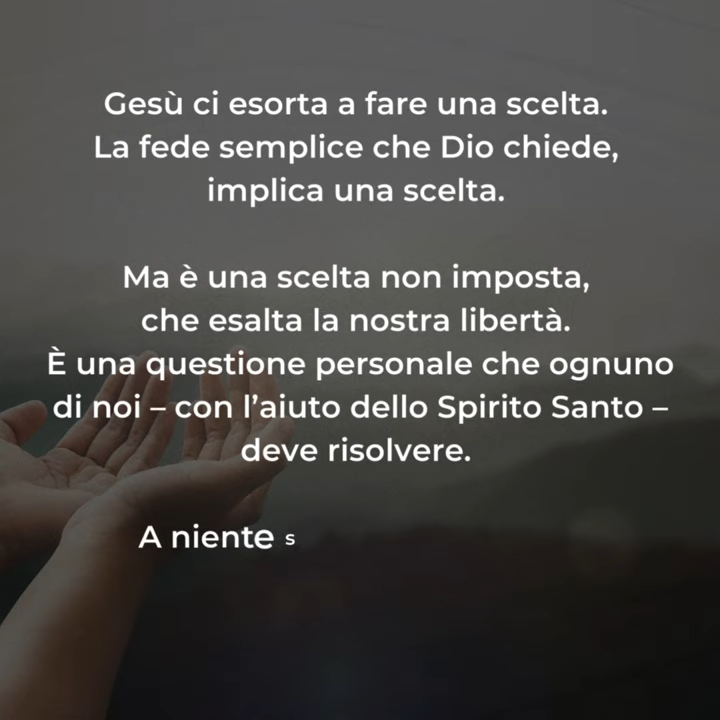 Gesù ci esorta a fare una scelta.
La fede semplice che Dio chiede,
implica una scelta.
Ma è una scelta non imposta,
che esalta la nostra libertà.
È una questione personale che ognuno
di noi – con l’aiuto dello Spirito Santo –
deve risolvere.
A niente s